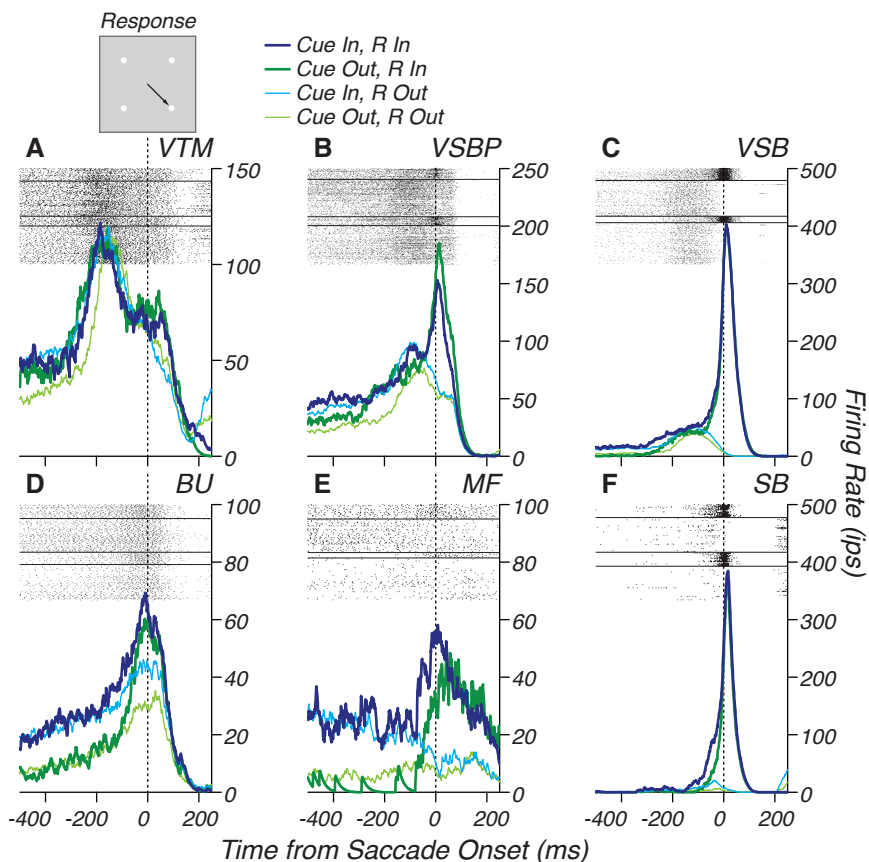 Response
Cue In, R In
Cue Out, R In
Cue In, R Out
Cue Out, R Out
A VTM
150
100
50
0
B VSBP
250
200
150
100
50
0
C VSB
500
400
300
200
100
0
D BU
100
80
60
40
20
0
-400 -200 0 200
E MF
100
80
60
40
20
0
-400 -200 0 200
F SB
500
400
300
200
100
0
-400 -200 0 200
Firing Rate (ips)
Time from Saccade Onset (ms)